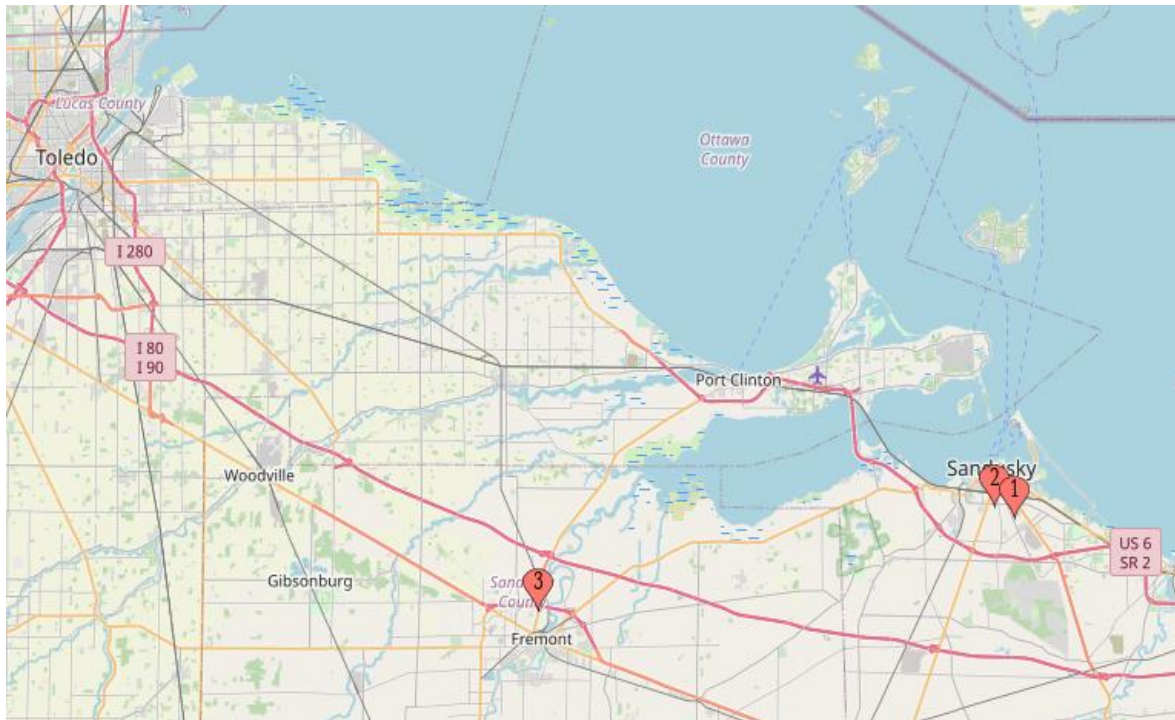 Lucas County
Toledo
Ottawa
County
I 280
I 80
I 90
Port Clinton
Woodville
Sandusky
2
1
US 6
SR 2
Gibsonburg
3
County
Fremont